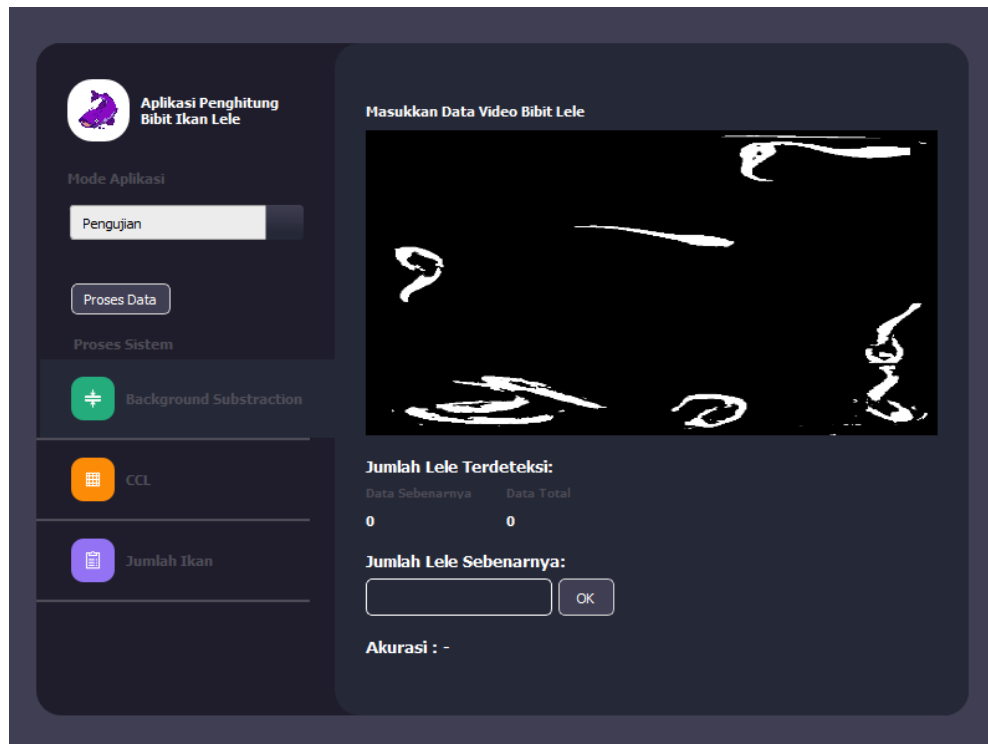 Aplikasi Penghitung
Bibit Ikan Lele
Mode Aplikasi
Pengujian
Proses Data
Proses Sistem
Background Substraction
CCL
Jumlah Ikan
Masukkan Data Video Bibit Lele
Jumlah Lele Terdeteksi:
Data Sebenarnya Data Total
0 0
Jumlah Lele Sebenarnya:
OK
Akurasi : -